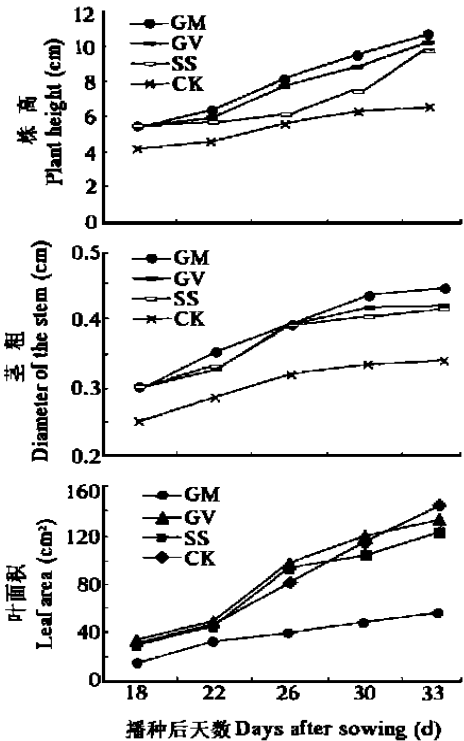 12
10
8
6
4
2
0
GM
GV
SS
CK
株 高
Plant height (cm)
0.5
0.4
0.3
0.2
GM
GV
SS
CK
茎 粗
Diameter of the stem (cm)
160
120
80
40
0
GM
GV
SS
CK
叶面积
Leaf area (cm²)
18 22 26 30 33
播种后天数 Days after sowing (d)